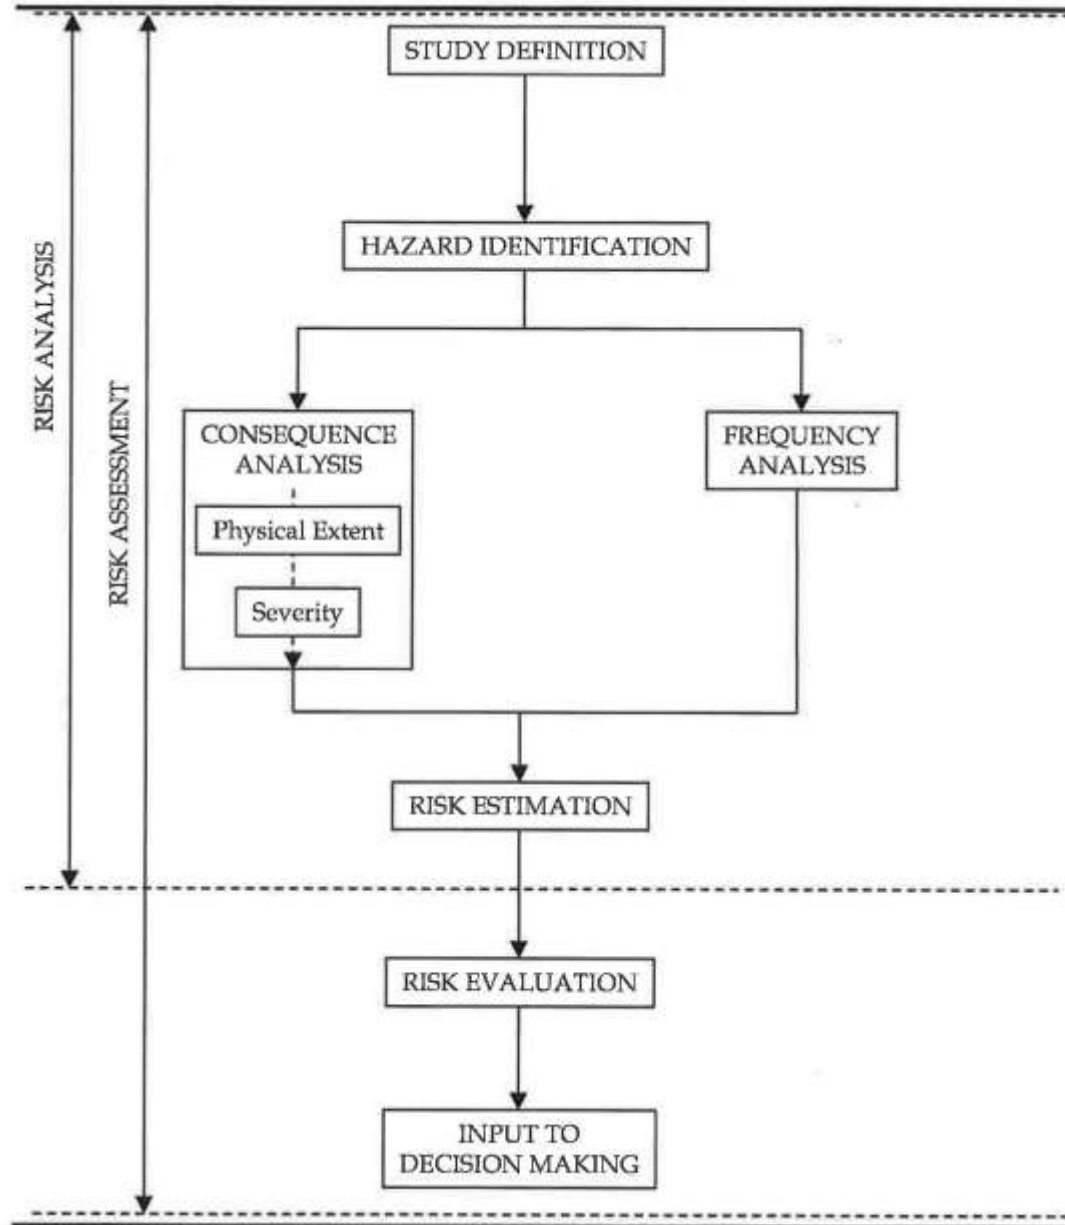 STUDY DEFINITION
HAZARD IDENTIFICATION
RISK ANALYSIS
RISK ASSESSMENT
CONSEQUENCE
ANALYSIS
Physical Extent
Severity
FREQUENCY
ANALYSIS
RISK ESTIMATION
RISK EVALUATION
INPUT TO
DECISION MAKING